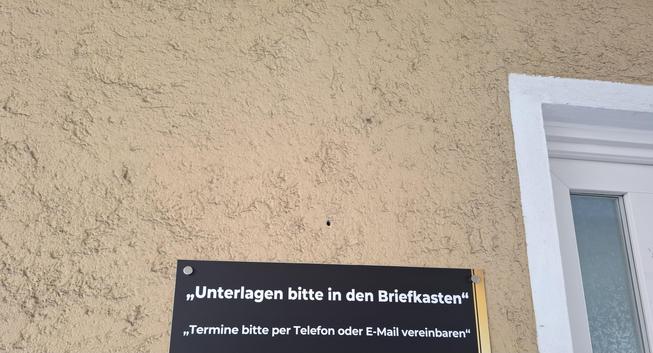 „Unterlagen bitte in den Briefkasten“
„Termine bitte per Telefon oder E-Mail vereinbaren“